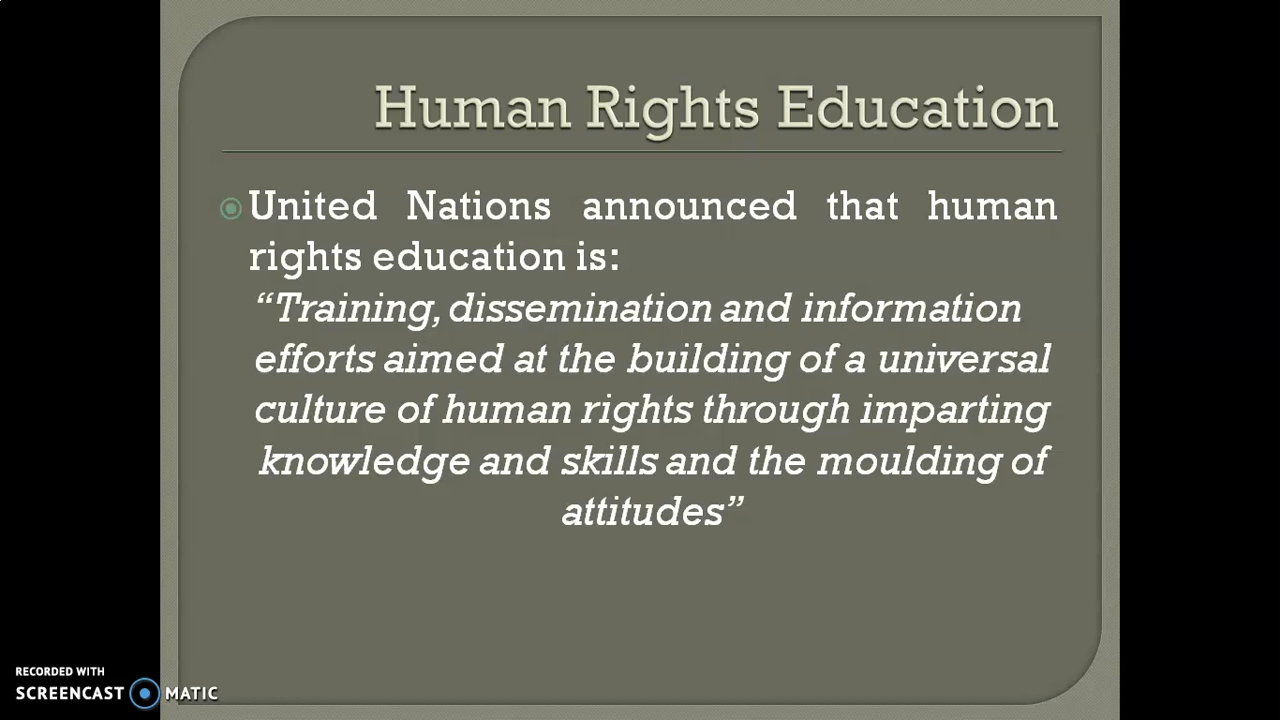 Human Rights Education
United Nations announced that human
rights education is:
“Training, dissemination and information
efforts aimed at the building of a universal
culture of human rights through imparting
knowledge and skills and the moulding of
attitudes”
RECORDED WITH
SCREENCAST MATIC